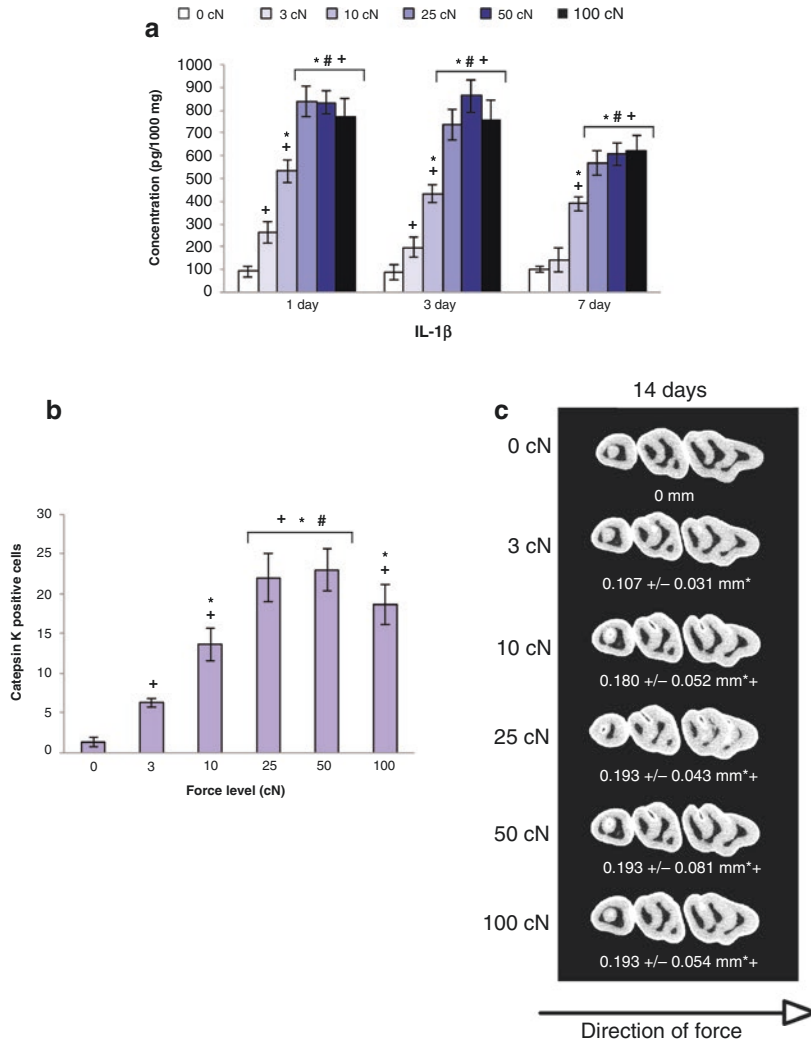 0 cN 3 cN 10 cN 25 cN 50 cN 100 cN
a
* # + * # +
1000
900
800
700
600
500
400
300
200
100
0
Concentration (pg/1000 mg)
+
*
+
+
*
+
* # +
*
+
1 day 3 day 7 day
IL-1β
b
30
25
20
15
10
5
0
Catepsin K positive cells
+
*
+
+ * #
*
+
0 3 10 25 50 100
Force level (cN)
c
14 days
0 cN
0 mm
3 cN
0.107 +/– 0.031 mm*
10 cN
0.180 +/– 0.052 mm*+
25 cN
0.193 +/– 0.043 mm*+
50 cN
0.193 +/– 0.081 mm*+
100 cN
0.193 +/– 0.054 mm*+
Direction of force